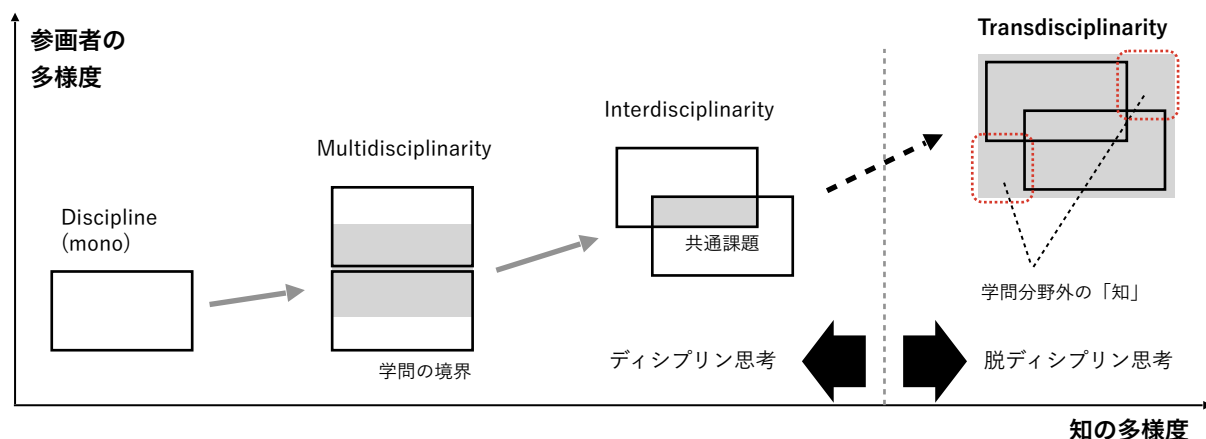 参画者の
多様度
Discipline
(mono)
Multidisciplinarity
学問の境界
Interdisciplinarity
共通課題
Transdisciplinarity
学問分野外の「知」
ディシプリン思考
脱ディシプリン思考
知の多様度